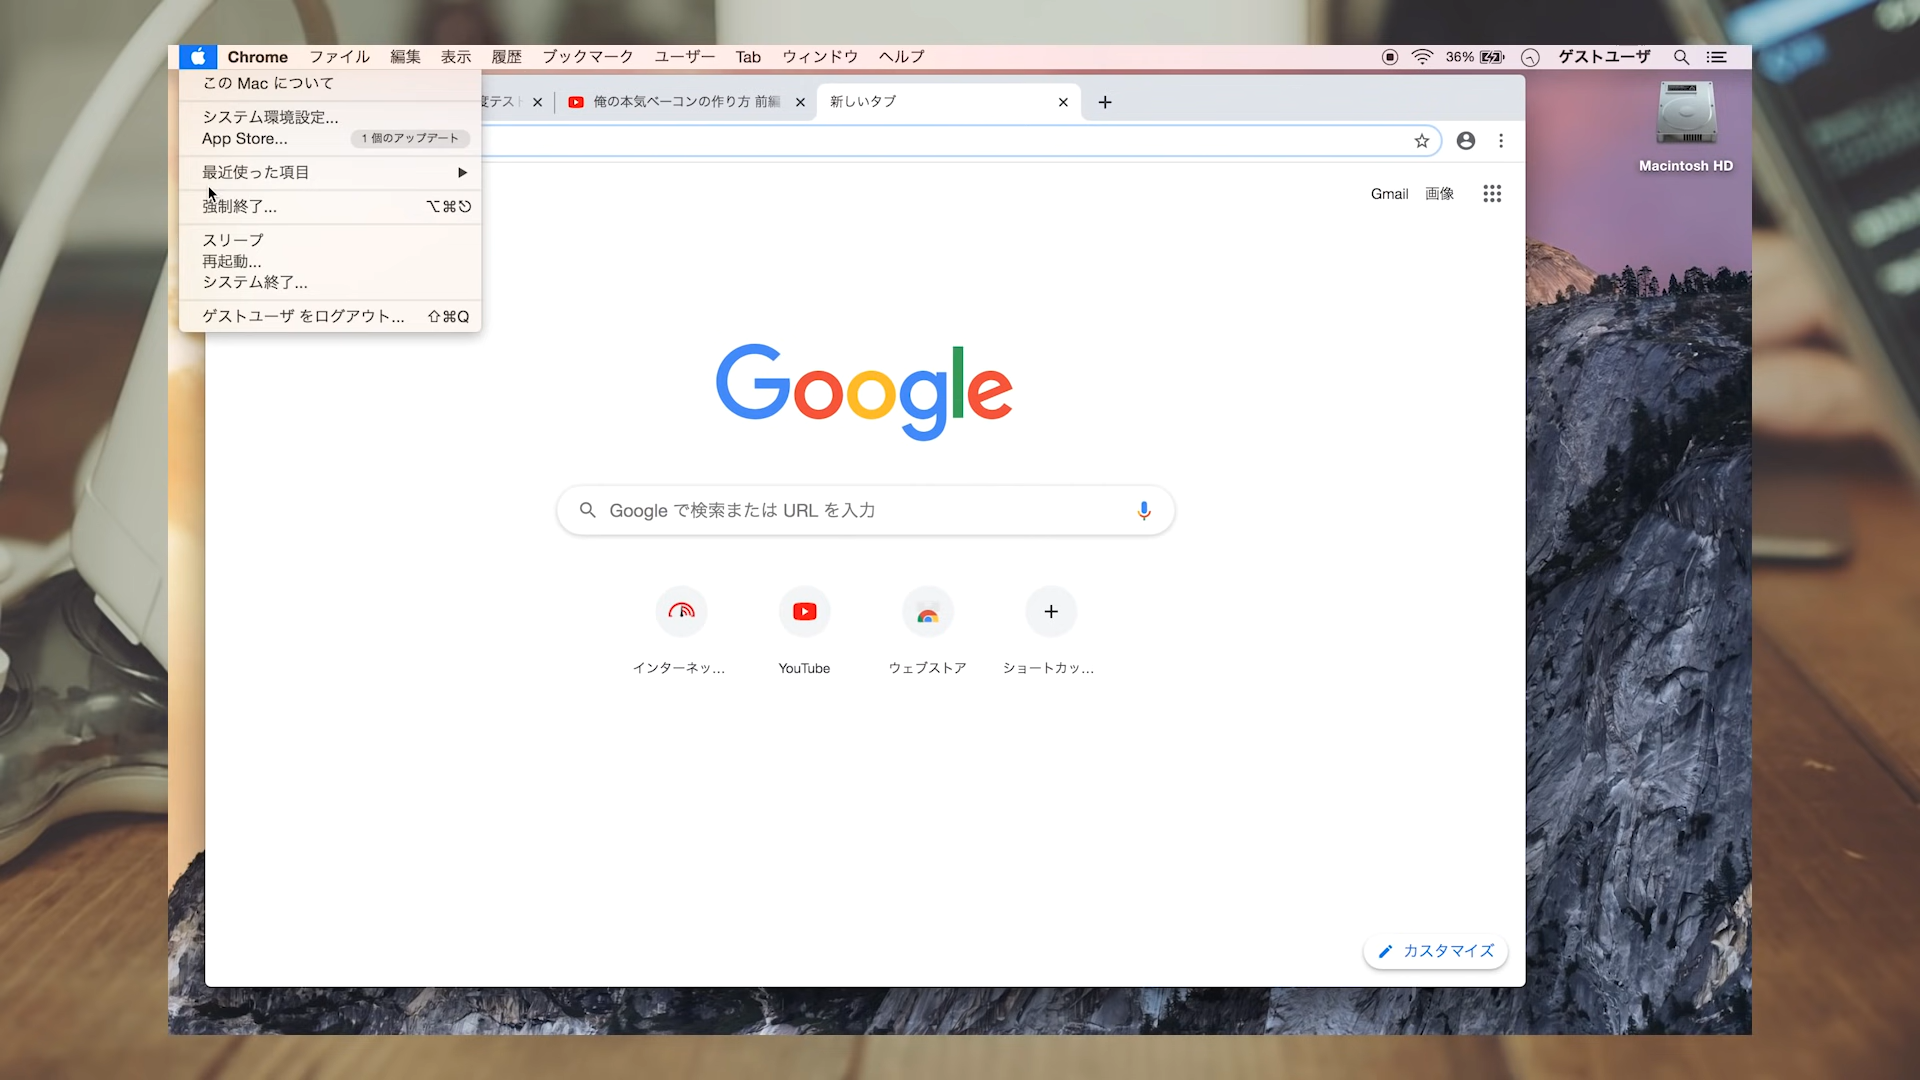 Chrome ファイル 編集 表示 履歴 ブックマーク ユーザー Tab ウィンドウ ヘルプ 36% ゲストユーザ
この Mac について
システム環境設定...
App Store... 1 個のアップデート
最近使った項目
強制終了... ⌥⌘⎋
スリープ
再起動...
システム終了...
ゲストユーザ をログアウト... ⇧⌘Q
度テスト
俺の本気ベーコンの作り方 前編
新しいタブ
Macintosh HD
Gmail 画像
Google
Google で検索または URL を入力
インターネッ... YouTube ウェブストア ショートカッ...
カスタマイズ